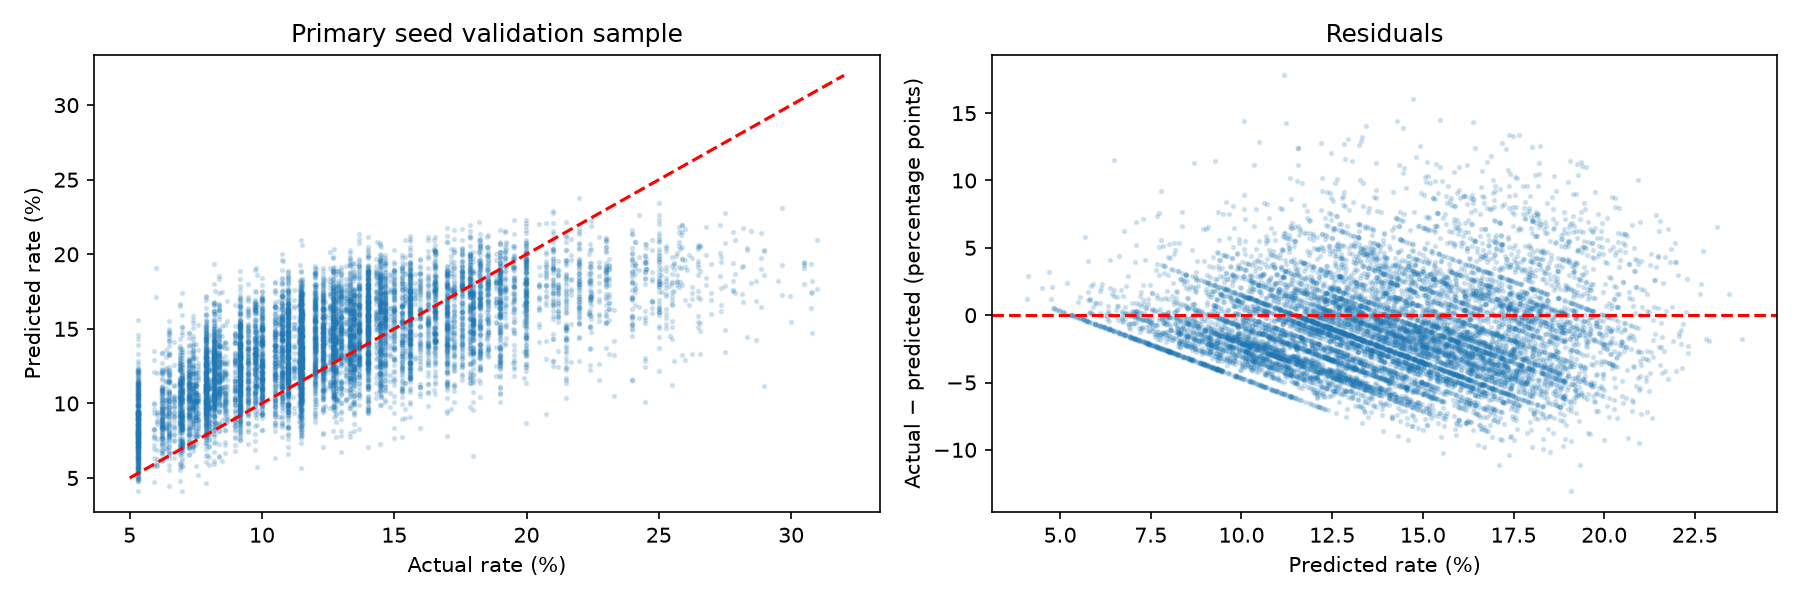 Primary seed validation sample
30
25
20
15
10
5
Predicted rate (%)
5 10 15 20 25 30
Actual rate (%)
Residuals
15
10
5
0
−5
−10
Actual − predicted (percentage points)
5.0 7.5 10.0 12.5 15.0 17.5 20.0 22.5
Predicted rate (%)